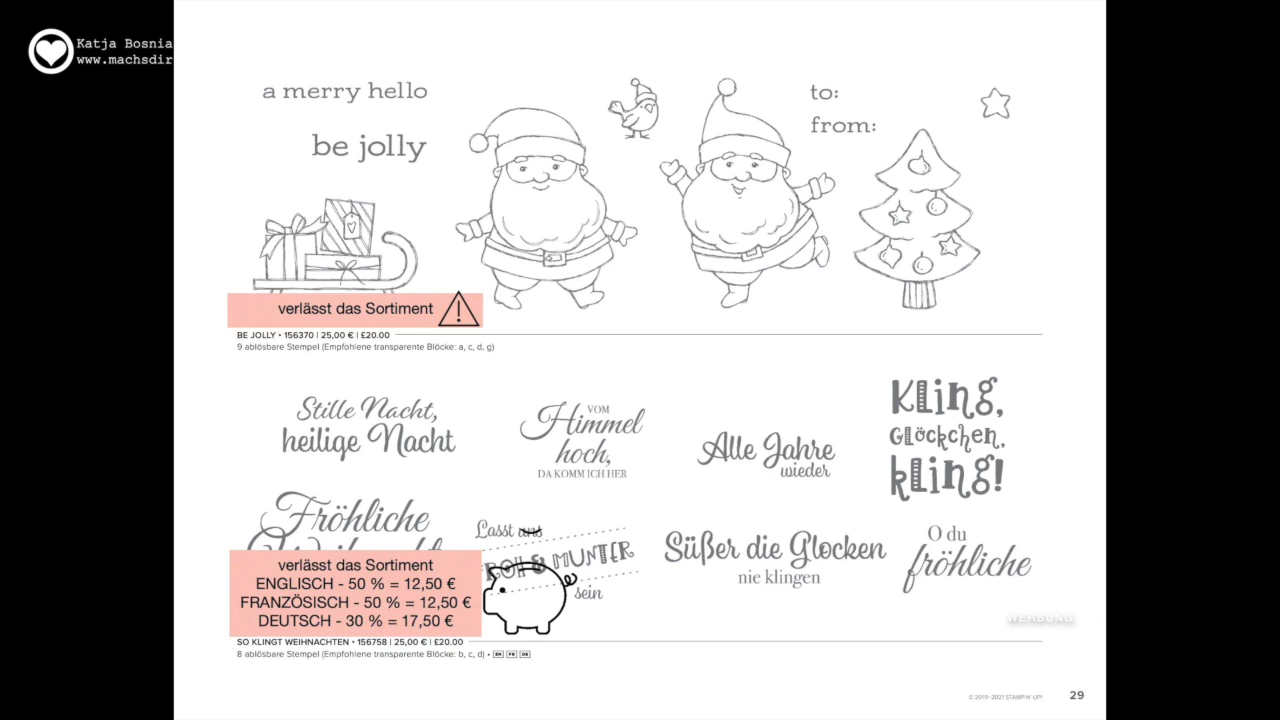 Katja Bosnia
www.machsdir
a merry hello
be jolly
to:
from:
verlässt das Sortiment
BE JOLLY • 156370 | 25,00 € | £20.00
9 ablösbare Stempel (Empfohlene transparente Blöcke: a, c, d, g)
Stille Nacht,
heilige Nacht
VOM
Himmel
hoch,
DA KOMM ICH HER
Alle Jahre
wieder
Kling,
Glöckchen,
kling!
Fröhliche
Lasst uns
FROH & MUNTER
sein
Süßer die Glocken
nie klingen
O du
fröhliche
verlässt das Sortiment
ENGLISCH - 50 % = 12,50 €
FRANZÖSISCH - 50 % = 12,50 €
DEUTSCH - 30 % = 17,50 €
WERBUNG
SO KLINGT WEIHNACHTEN • 156758 | 25,00 € | £20.00
8 ablösbare Stempel (Empfohlene transparente Blöcke: b, c, d) • EN FR DE
© 2019–2021 STAMPIN' UP!
29